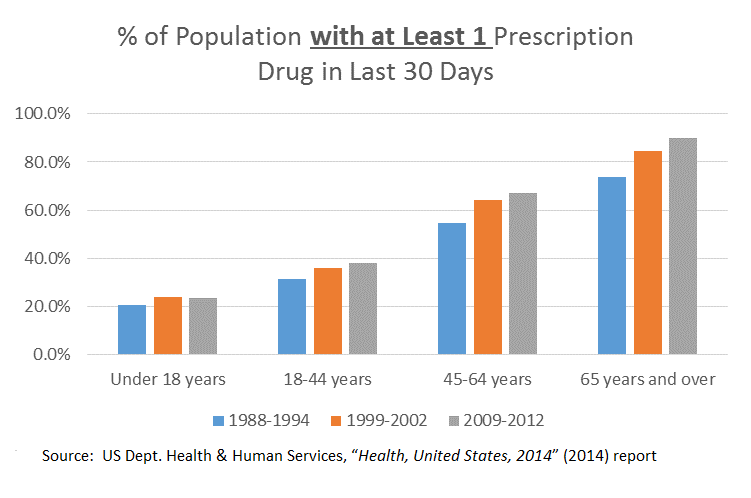 % of Population with at Least 1 Prescription
Drug in Last 30 Days
100.0%
80.0%
60.0%
40.0%
20.0%
0.0%
Under 18 years
18-44 years
45-64 years
65 years and over
1988-1994
1999-2002
2009-2012
Source: US Dept. Health & Human Services, “Health, United States, 2014” (2014) report